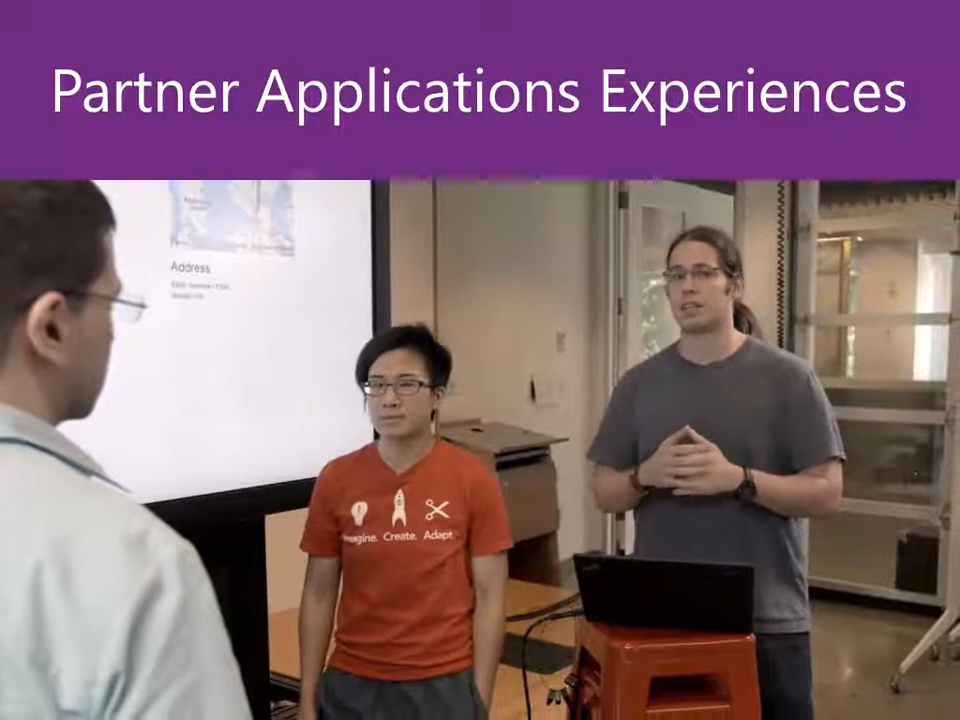 Partner Applications Experiences
Address
Imagine. Create. Adapt.